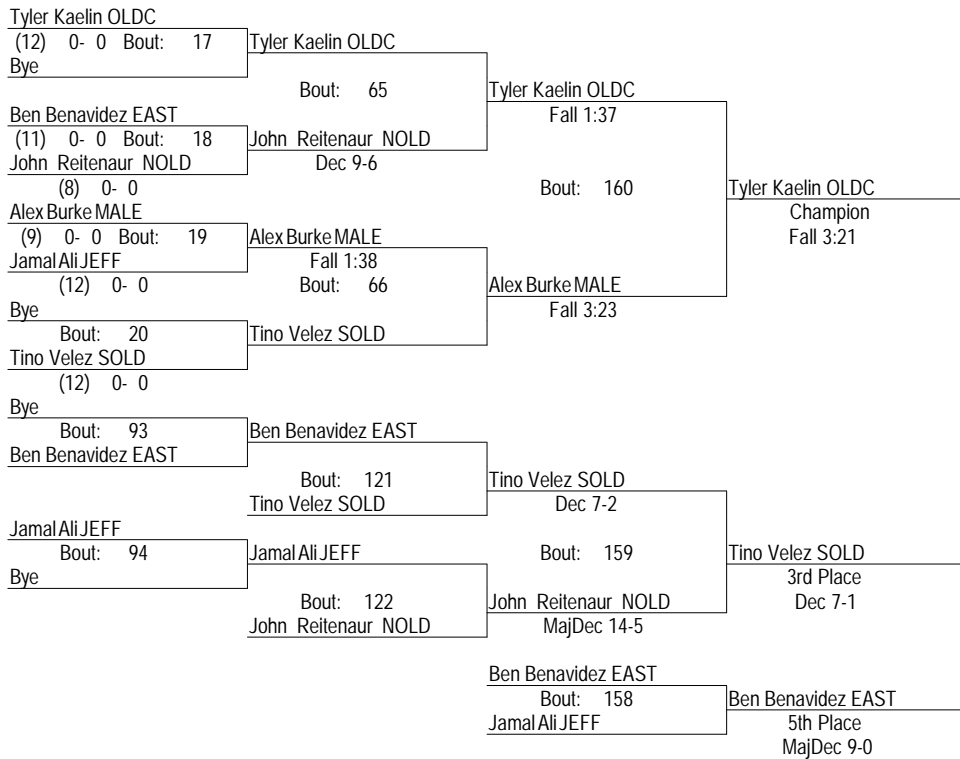 Tyler Kaelin OLDC
(12) 0- 0 Bout: 17 Tyler Kaelin OLDC
Bye
Bout: 65 Tyler Kaelin OLDC
Ben Benavidez EAST Fall 1:37
(11) 0- 0 Bout: 18 John Reitenaur NOLD
John Reitenaur NOLD Dec 9-6
(8) 0- 0 Bout: 160 Tyler Kaelin OLDC
Alex Burke MALE Champion
(9) 0- 0 Bout: 19 Alex Burke MALE Fall 3:21
Jamal Ali JEFF Fall 1:38
(12) 0- 0 Bout: 66 Alex Burke MALE
Bye Fall 3:23
Bout: 20 Tino Velez SOLD
Tino Velez SOLD
(12) 0- 0
Bye
Bout: 93 Ben Benavidez EAST
Ben Benavidez EAST
Bout: 121 Tino Velez SOLD
Tino Velez SOLD Dec 7-2
Jamal Ali JEFF
Bout: 94 Jamal Ali JEFF Bout: 159 Tino Velez SOLD
Bye 3rd Place
Bout: 122 John Reitenaur NOLD Dec 7-1
John Reitenaur NOLD MajDec 14-5
Ben Benavidez EAST
Bout: 158 Ben Benavidez EAST
Jamal Ali JEFF 5th Place
MajDec 9-0